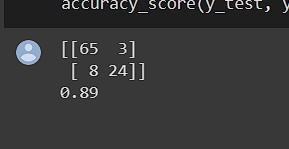 accuracy_score(y_test, y
[[65  3]
 [ 8 24]]
0.89